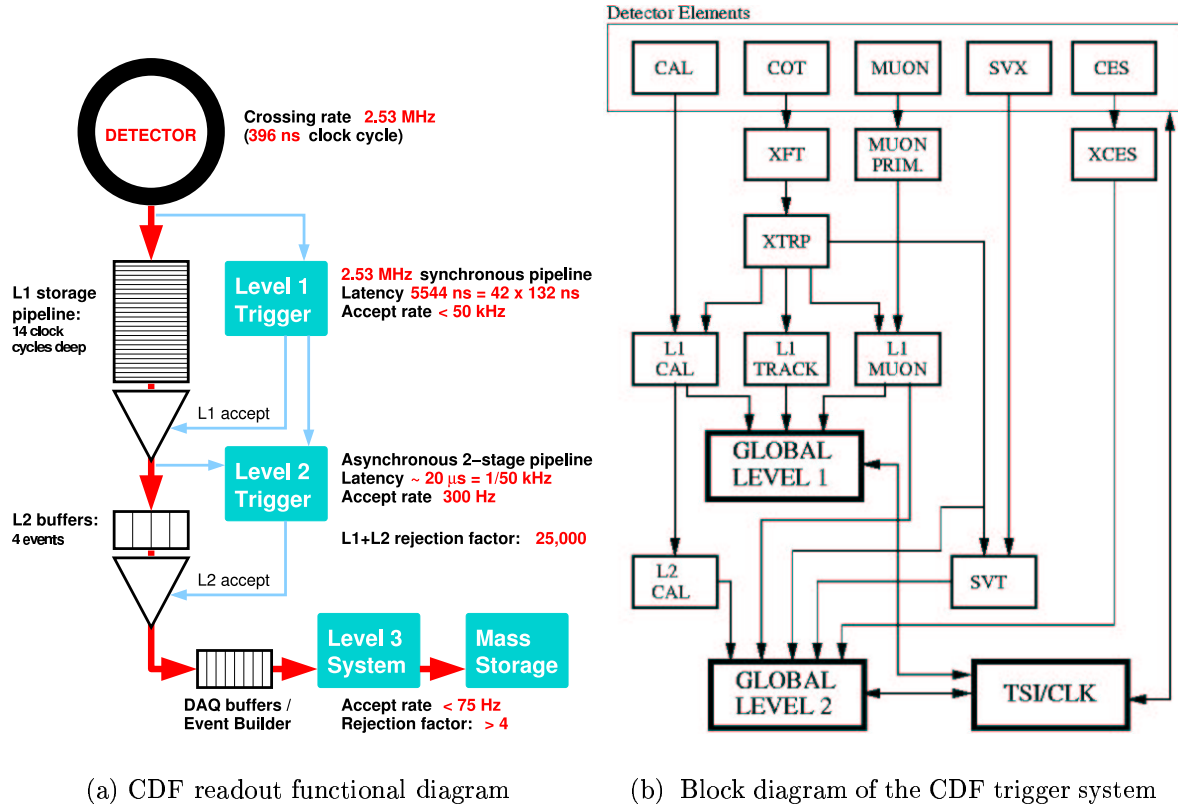 DETECTOR
Crossing rate 2.53 MHz
(396 ns clock cycle)
L1 storage
pipeline:
14 clock
cycles deep
Level 1
Trigger
2.53 MHz synchronous pipeline
Latency 5544 ns = 42 x 132 ns
Accept rate < 50 kHz
L1 accept
Level 2
Trigger
Asynchronous 2−stage pipeline
Latency ~ 20 μs = 1/50 kHz
Accept rate 300 Hz
L1+L2 rejection factor: 25,000
L2 buffers:
4 events
L2 accept
Level 3
System
Mass
Storage
DAQ buffers /
Event Builder
Accept rate < 75 Hz
Rejection factor: > 4
(a) CDF readout functional diagram
Detector Elements
CAL
COT
MUON
SVX
CES
XFT
MUON
PRIM.
XCES
XTRP
L1
CAL
L1
TRACK
L1
MUON
GLOBAL
LEVEL 1
L2
CAL
SVT
GLOBAL
LEVEL 2
TSI/CLK
(b) Block diagram of the CDF trigger system